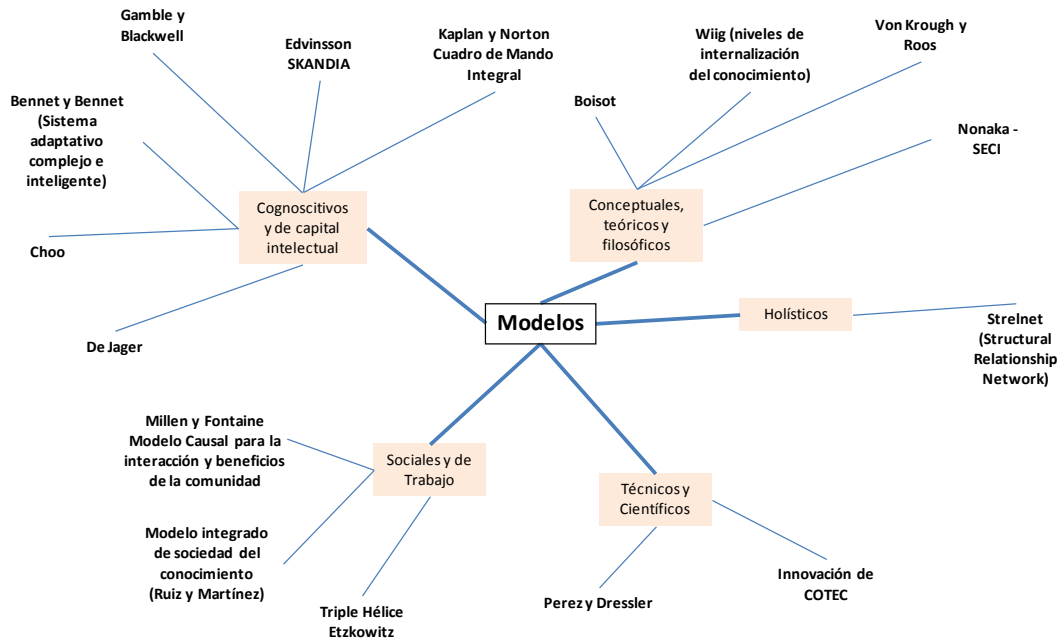 Gamble y
Blackwell
Edvinsson
SKANDIA
Kaplan y Norton
Cuadro de Mando
Integral
Wiig (niveles de
internalización
del conocimiento)
Von Krough y
Roos
Bennet y Bennet
(Sistema
adaptativo
complejo e
inteligente)
Boisot
Nonaka -
SECI
Cognoscitivos
y de capital
intelectual
Conceptuales,
teóricos y
filosóficos
Choo
De Jager
Modelos
Holísticos
Strelnet
(Structural
Relationship
Network)
Millen y Fontaine
Modelo Causal para la
interacción y beneficios
de la comunidad
Sociales y de
Trabajo
Técnicos y
Científicos
Modelo integrado
de sociedad del
conocimiento
(Ruiz y Martínez)
Triple Hélice
Etzkowitz
Perez y Dressler
Innovación de
COTEC